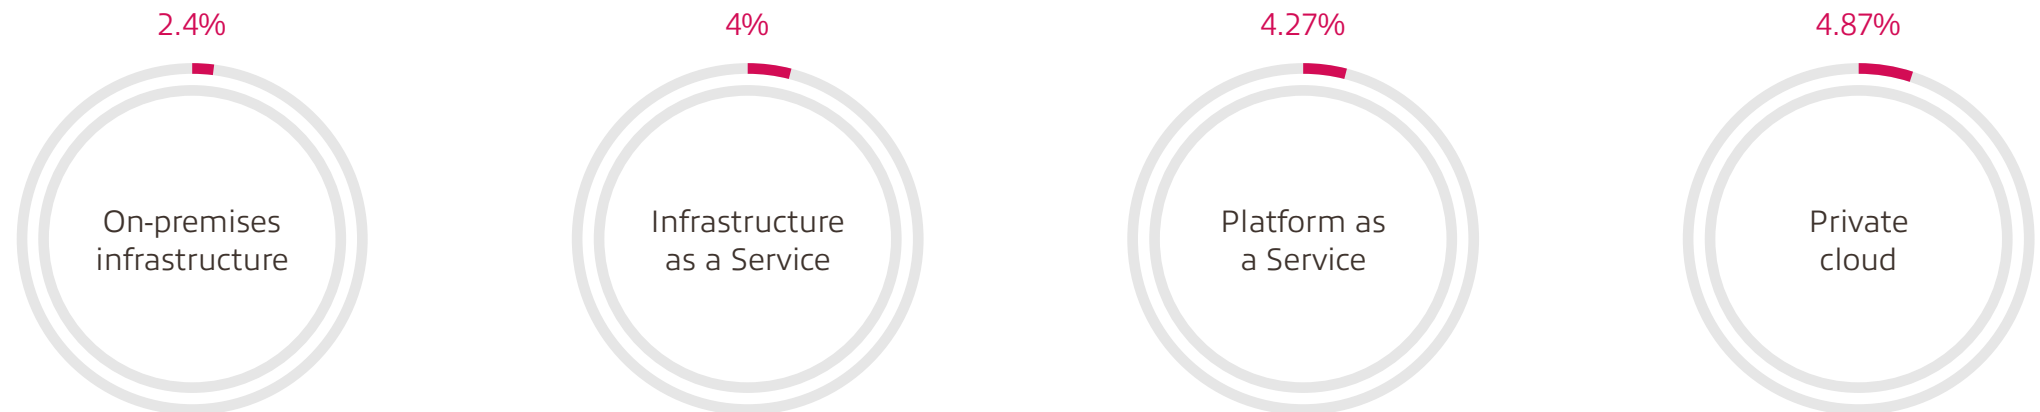 2.4%
4%
4.27%
4.87%
On-premises
infrastructure
Infrastructure
as a Service
Platform as
a Service
Private
cloud